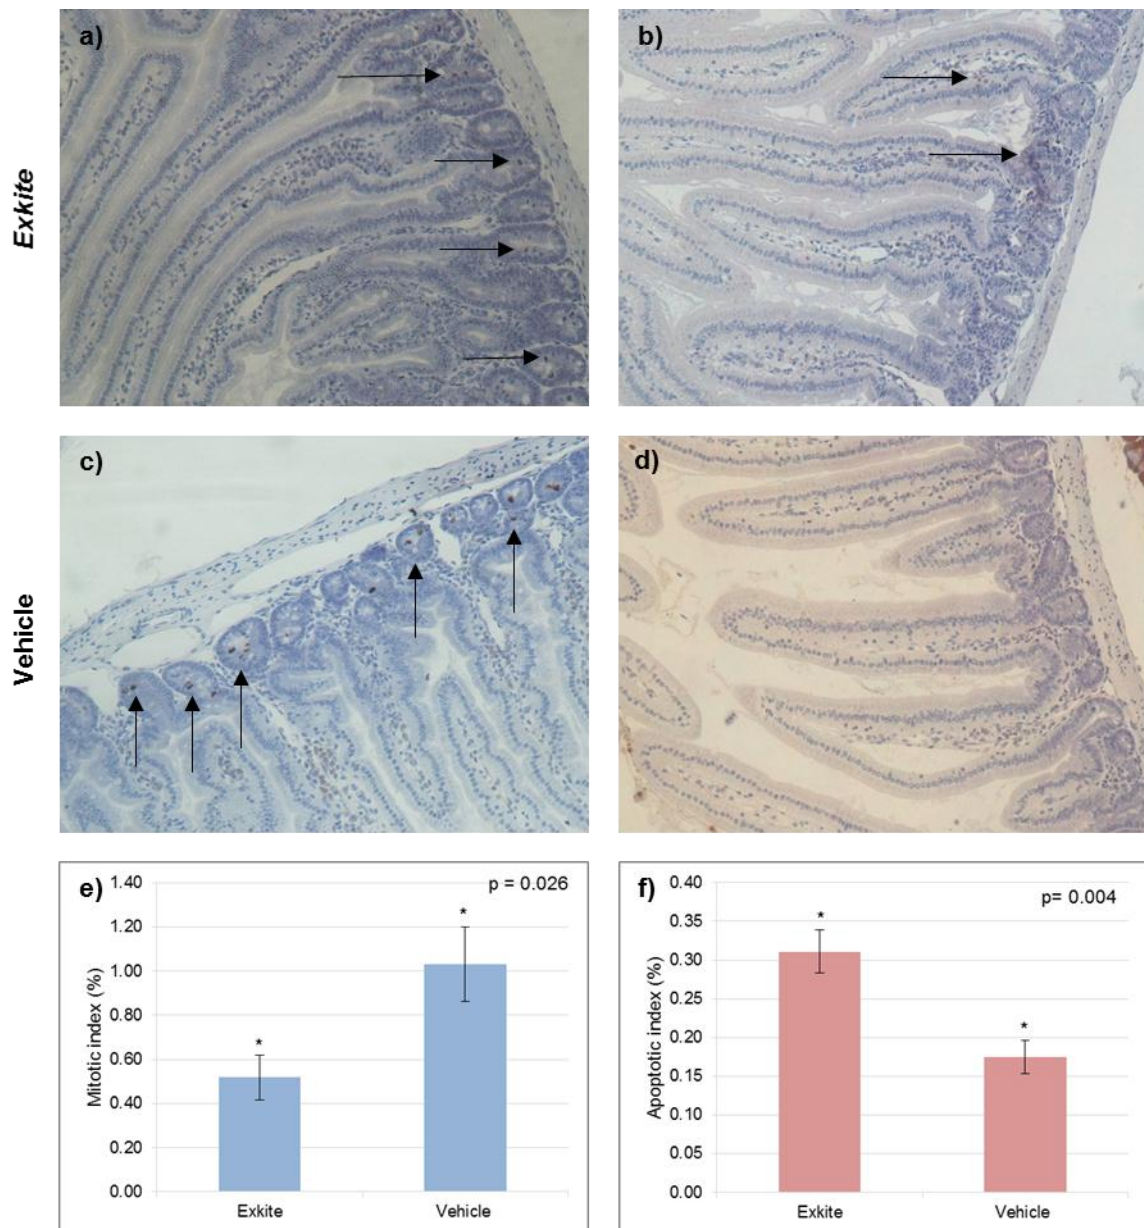 a)
b)
Exkite
c)
d)
Vehicle
e)
p = 0.026
1.40
1.20
1.00
0.80
0.60
0.40
0.20
0.00
Mitotic index (%)
*
*
Exkite
Vehicle
f)
p= 0.004
0.40
0.35
0.30
0.25
0.20
0.15
0.10
0.05
0.00
Apoptotic index (%)
*
*
Exkite
Vehicle